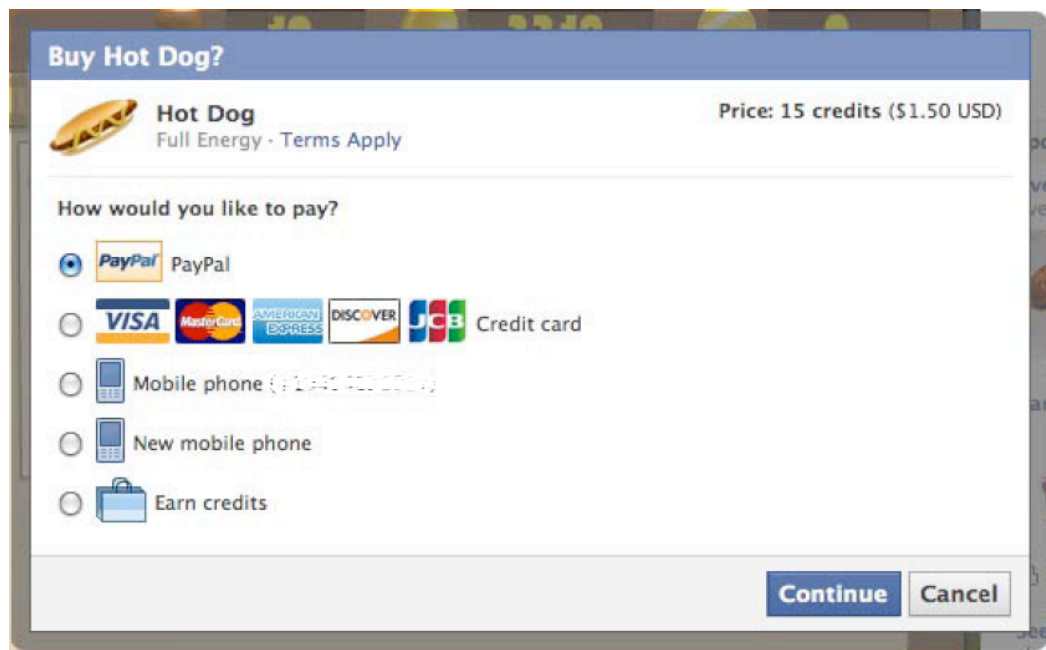 Buy Hot Dog?
Hot Dog
Price: 15 credits ($1.50 USD)
Full Energy · Terms Apply
How would you like to pay?
PayPal PayPal
VISA MasterCard AMERICAN EXPRESS DISCOVER JCB Credit card
Mobile phone
New mobile phone
Earn credits
Continue Cancel